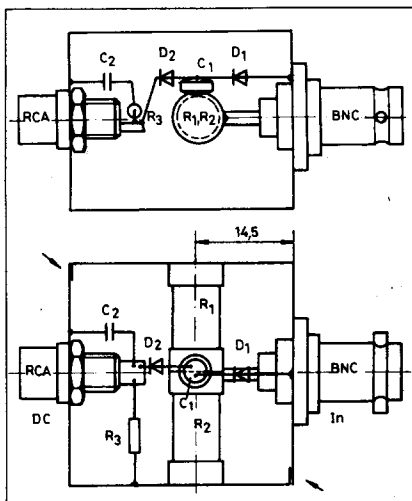 C2
D2
C1
D1
RCA
R3
R1,R2
BNC
14,5
C2
D2
R1
D1
RCA
BNC
C1
DC
R3
R2
In